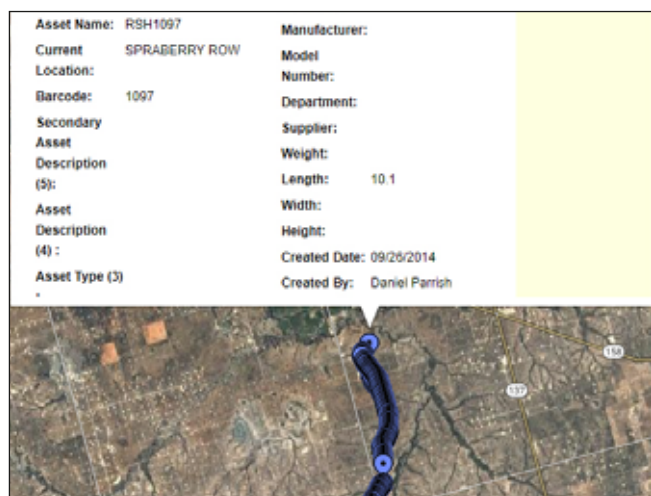 Asset Name: RSH1097
Current SPRABERRY ROW
Location:
Barcode: 1097
Secondary
Asset
Description
(5):
Asset
Description
(4) :
Asset Type (3)
Manufacturer:
Model
Number:
Department:
Supplier:
Weight:
Length: 10.1
Width:
Height:
Created Date: 09/26/2014
Created By: Daniel Parrish
158
137